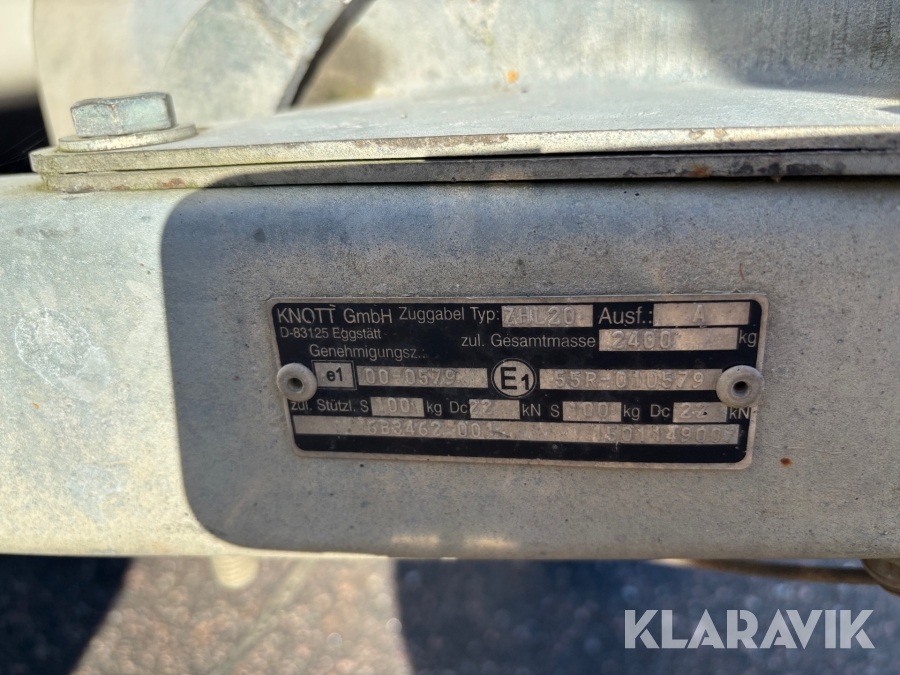 KNOTT GmbH Zuggabel Typ: ZHL20 Ausf.: A
D-83125 Eggstätt zul. Gesamtmasse 2400 kg
Genehmigungsz.:
e1 00-0579 E1 55R-010579
zul. Stützl. S 100 kg Dc 22 kN S 100 kg Dc 22 kN
KLARAVIK